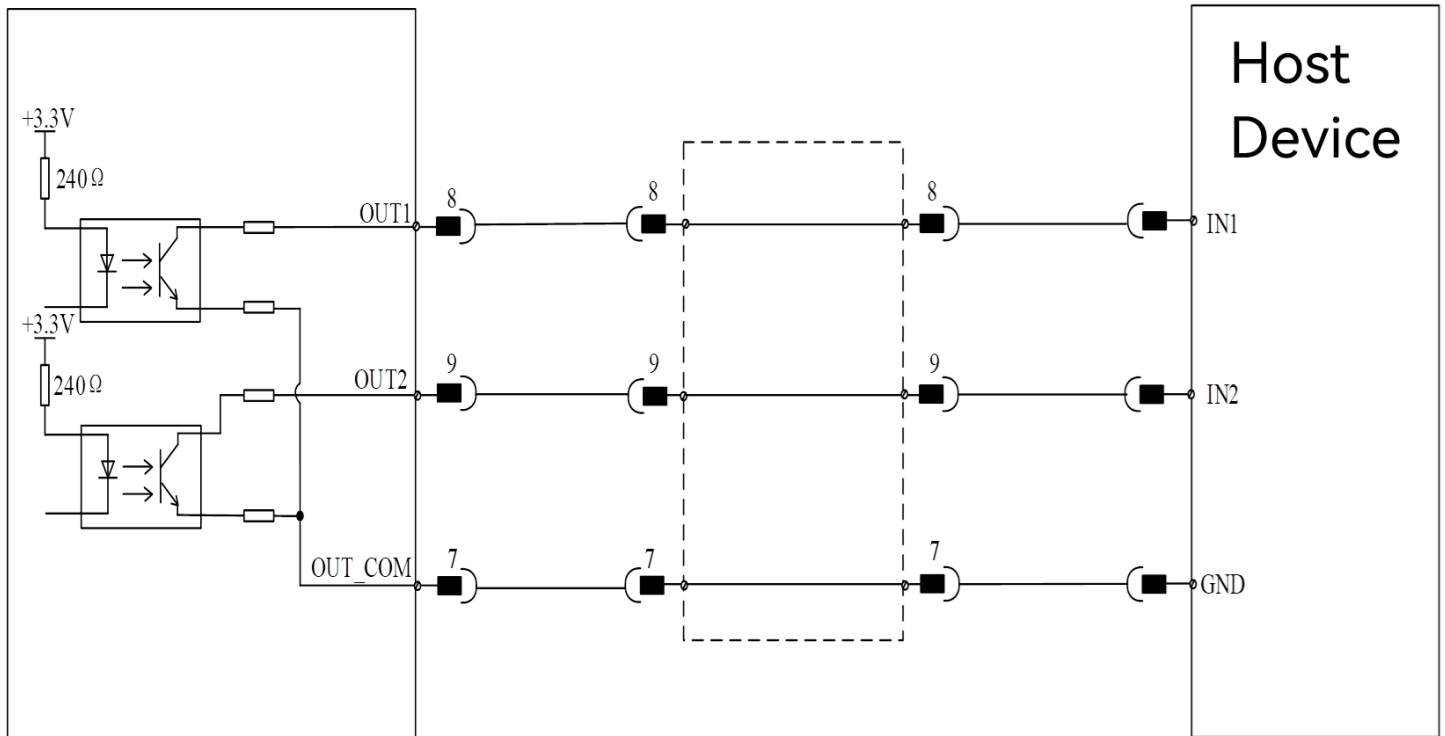 Host
Device
+3.3V
240Ω
OUT1
8
8
8
IN1
+3.3V
240Ω
OUT2
9
9
9
IN2
OUT_COM
7
7
7
GND